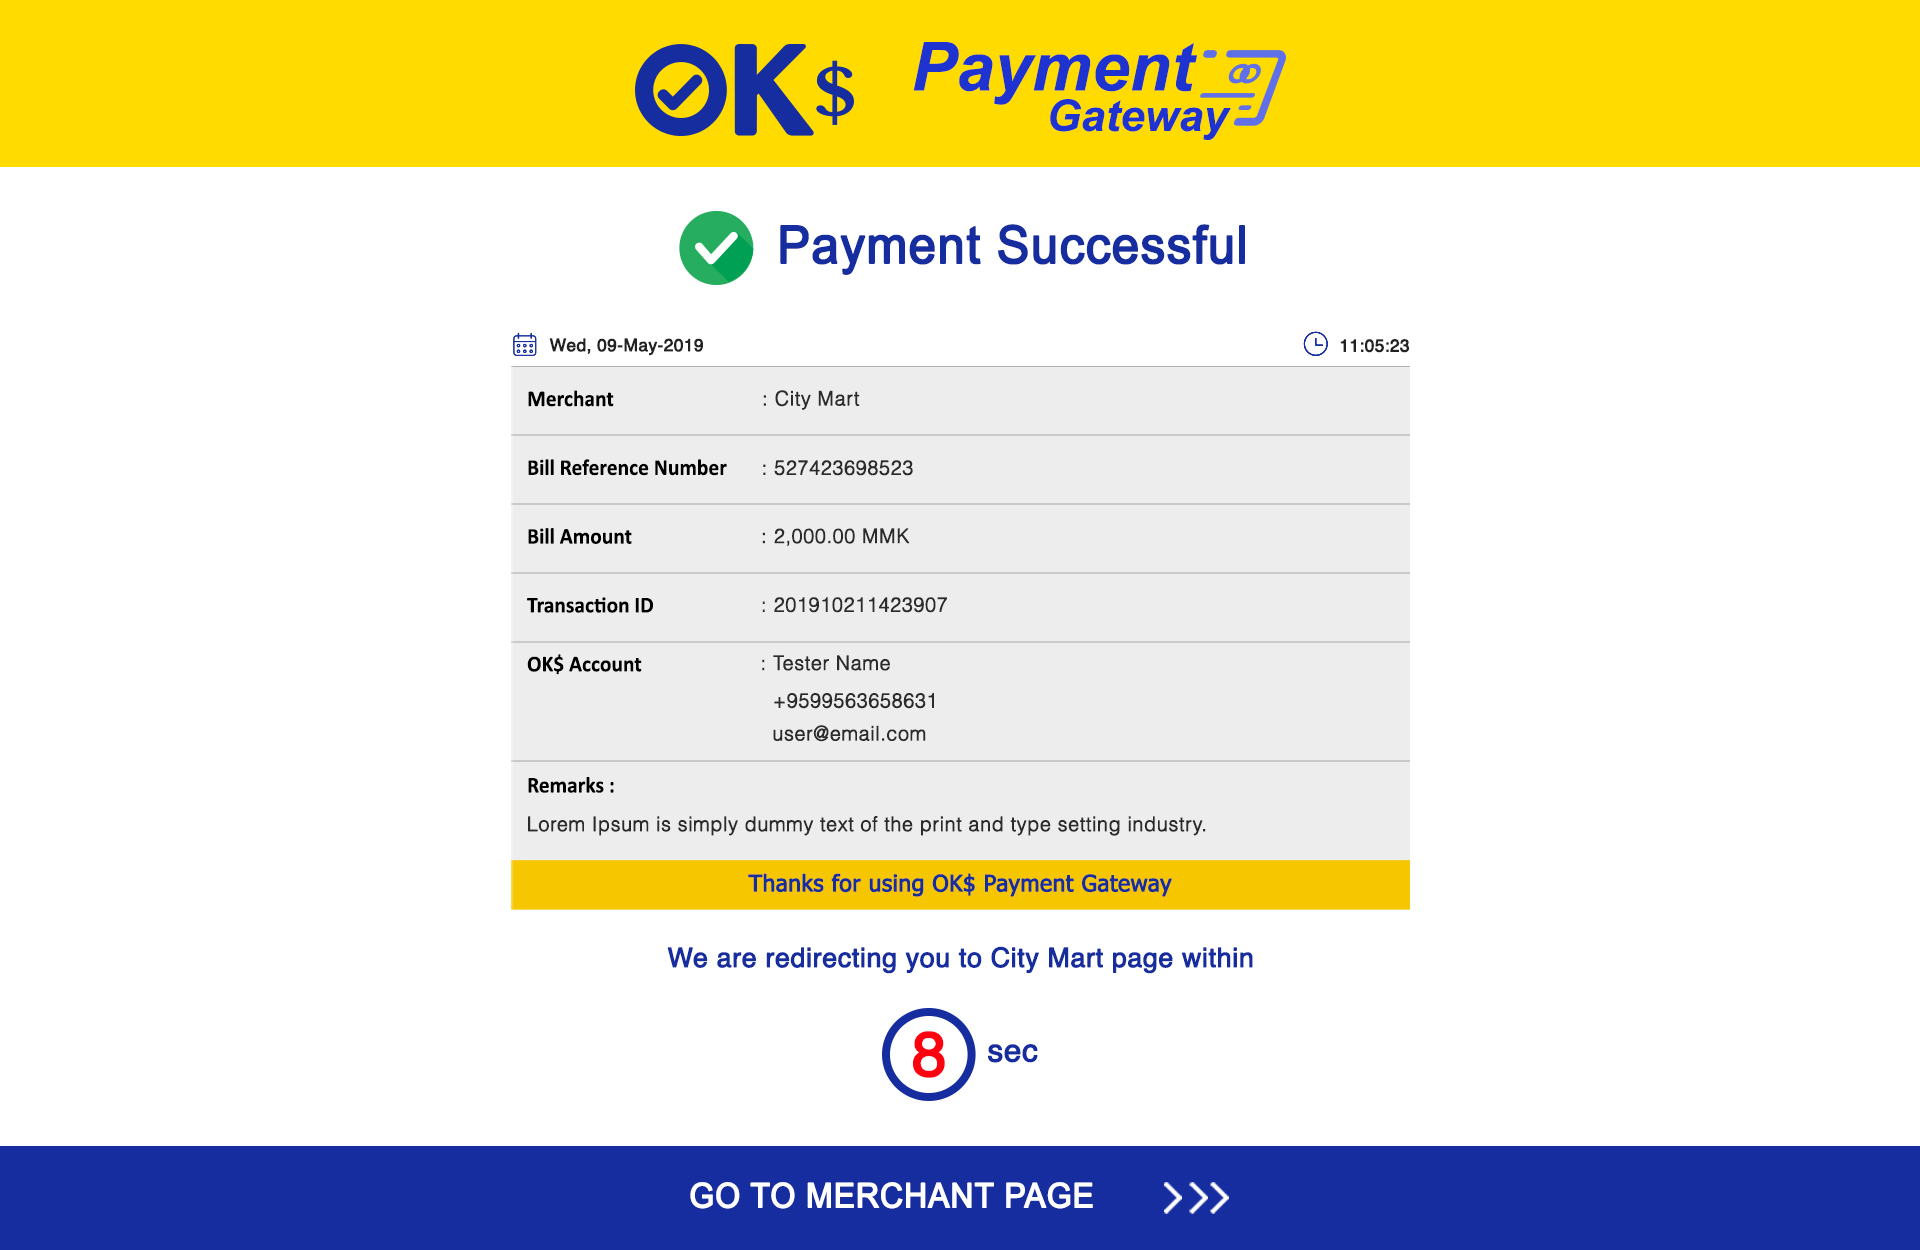 OK$ Payment
Gateway
Payment Successful
Wed, 09-May-2019 11:05:23
Merchant : City Mart
Bill Reference Number : 527423698523
Bill Amount : 2,000.00 MMK
Transaction ID : 201910211423907
OK$ Account : Tester Name
+9599563658631
user@email.com
Remarks :
Lorem Ipsum is simply dummy text of the print and type setting industry.
Thanks for using OK$ Payment Gateway
We are redirecting you to City Mart page within
8 sec
GO TO MERCHANT PAGE